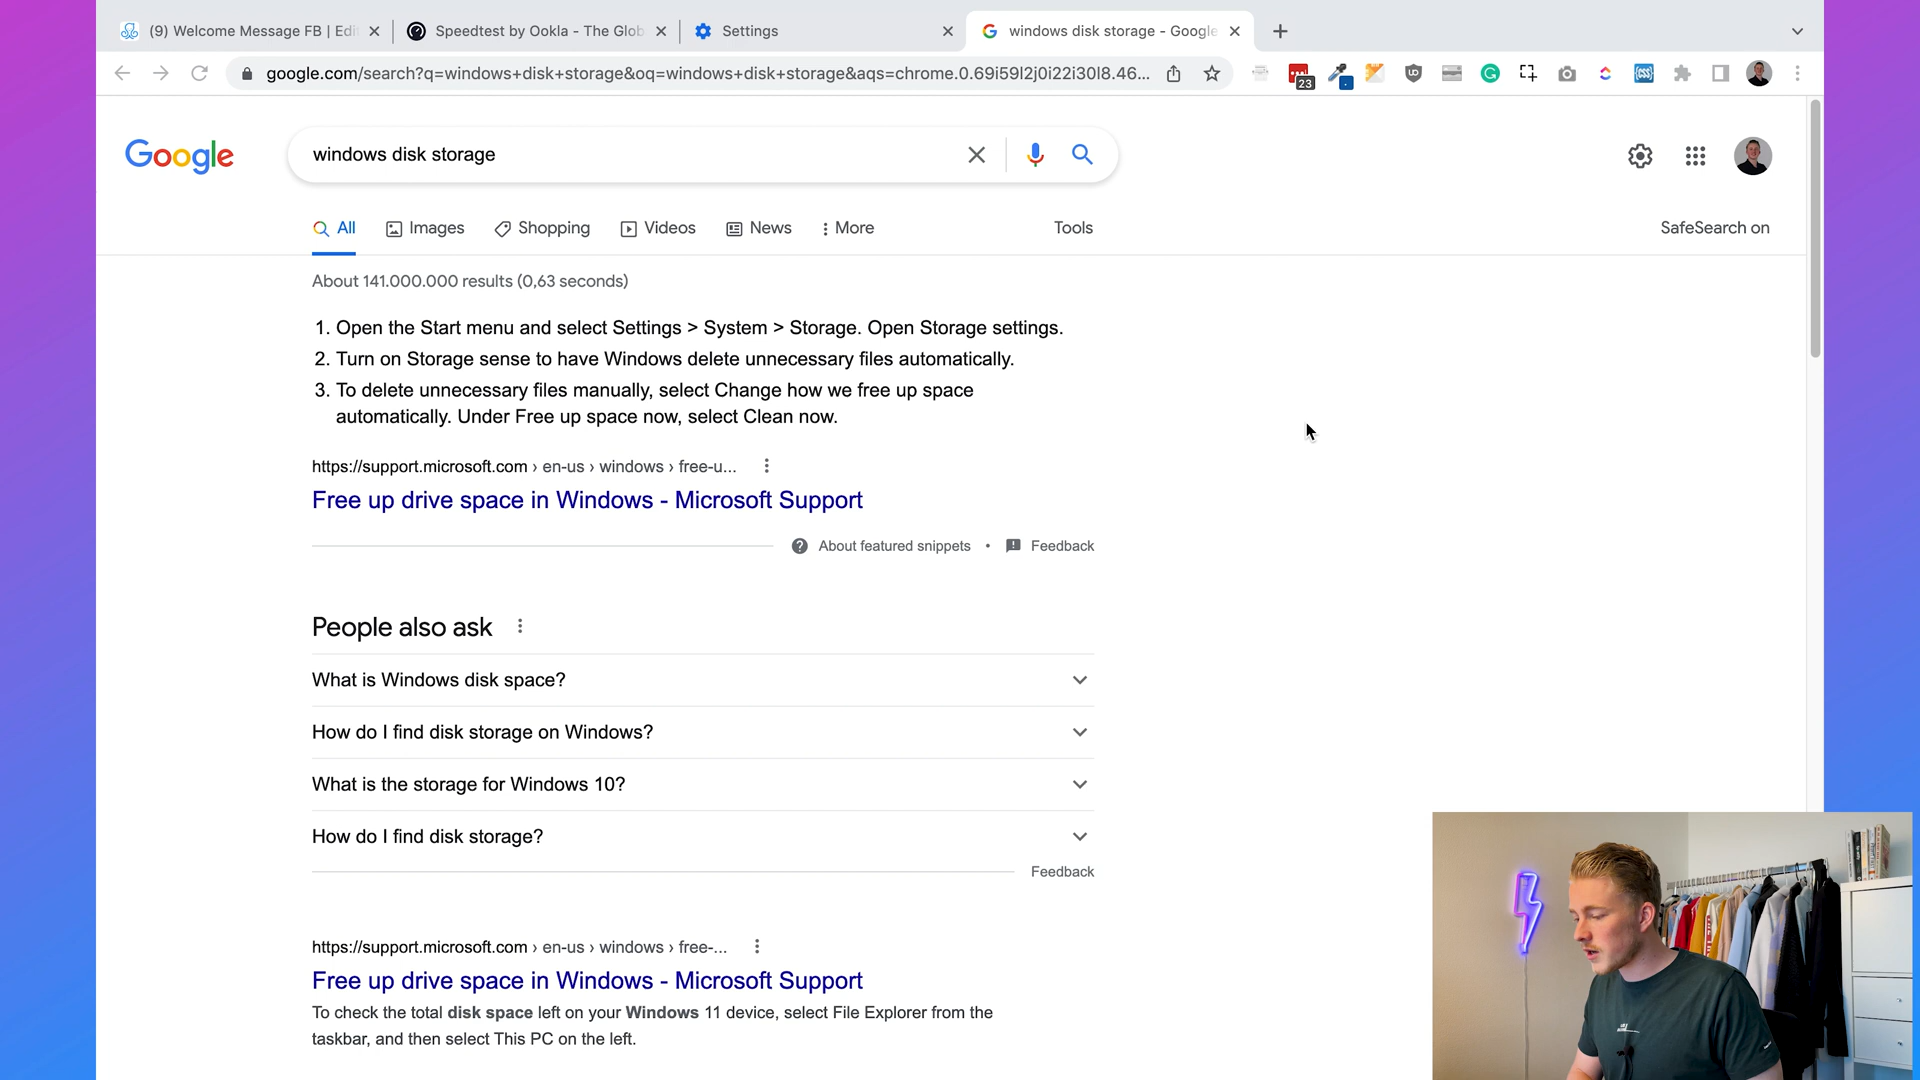 (9) Welcome Message FB | Edi
Speedtest by Ookla - The Glob
Settings
windows disk storage - Google
google.com/search?q=windows+disk+storage&oq=windows+disk+storage&aqs=chrome.0.69i59l2j0i22i30l8.46...
23
Google
windows disk storage
All
Images
Shopping
Videos
News
More
Tools
SafeSearch on
About 141.000.000 results (0,63 seconds)
1. Open the Start menu and select Settings > System > Storage. Open Storage settings.
2. Turn on Storage sense to have Windows delete unnecessary files automatically.
3. To delete unnecessary files manually, select Change how we free up space
automatically. Under Free up space now, select Clean now.
https://support.microsoft.com › en-us › windows › free-u...
Free up drive space in Windows - Microsoft Support
About featured snippets • Feedback
People also ask
What is Windows disk space?
How do I find disk storage on Windows?
What is the storage for Windows 10?
How do I find disk storage?
Feedback
https://support.microsoft.com › en-us › windows › free-...
Free up drive space in Windows - Microsoft Support
To check the total disk space left on your Windows 11 device, select File Explorer from the
taskbar, and then select This PC on the left.